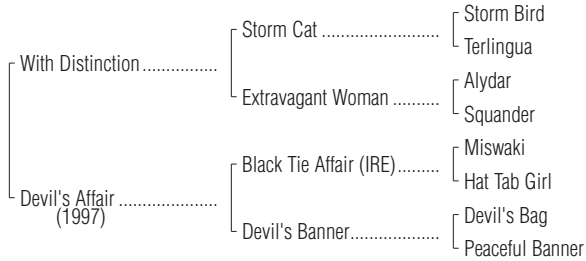 Storm Bird
Storm Cat ........................
Terlingua
With Distinction ...............
Alydar
Extravagant Woman .........
Squander
Miswaki
Black Tie Affair (IRE) .........
Hat Tab Girl
Devil's Affair ....................
(1997)
Devil's Bag
Devil's Banner ..................
Peaceful Banner